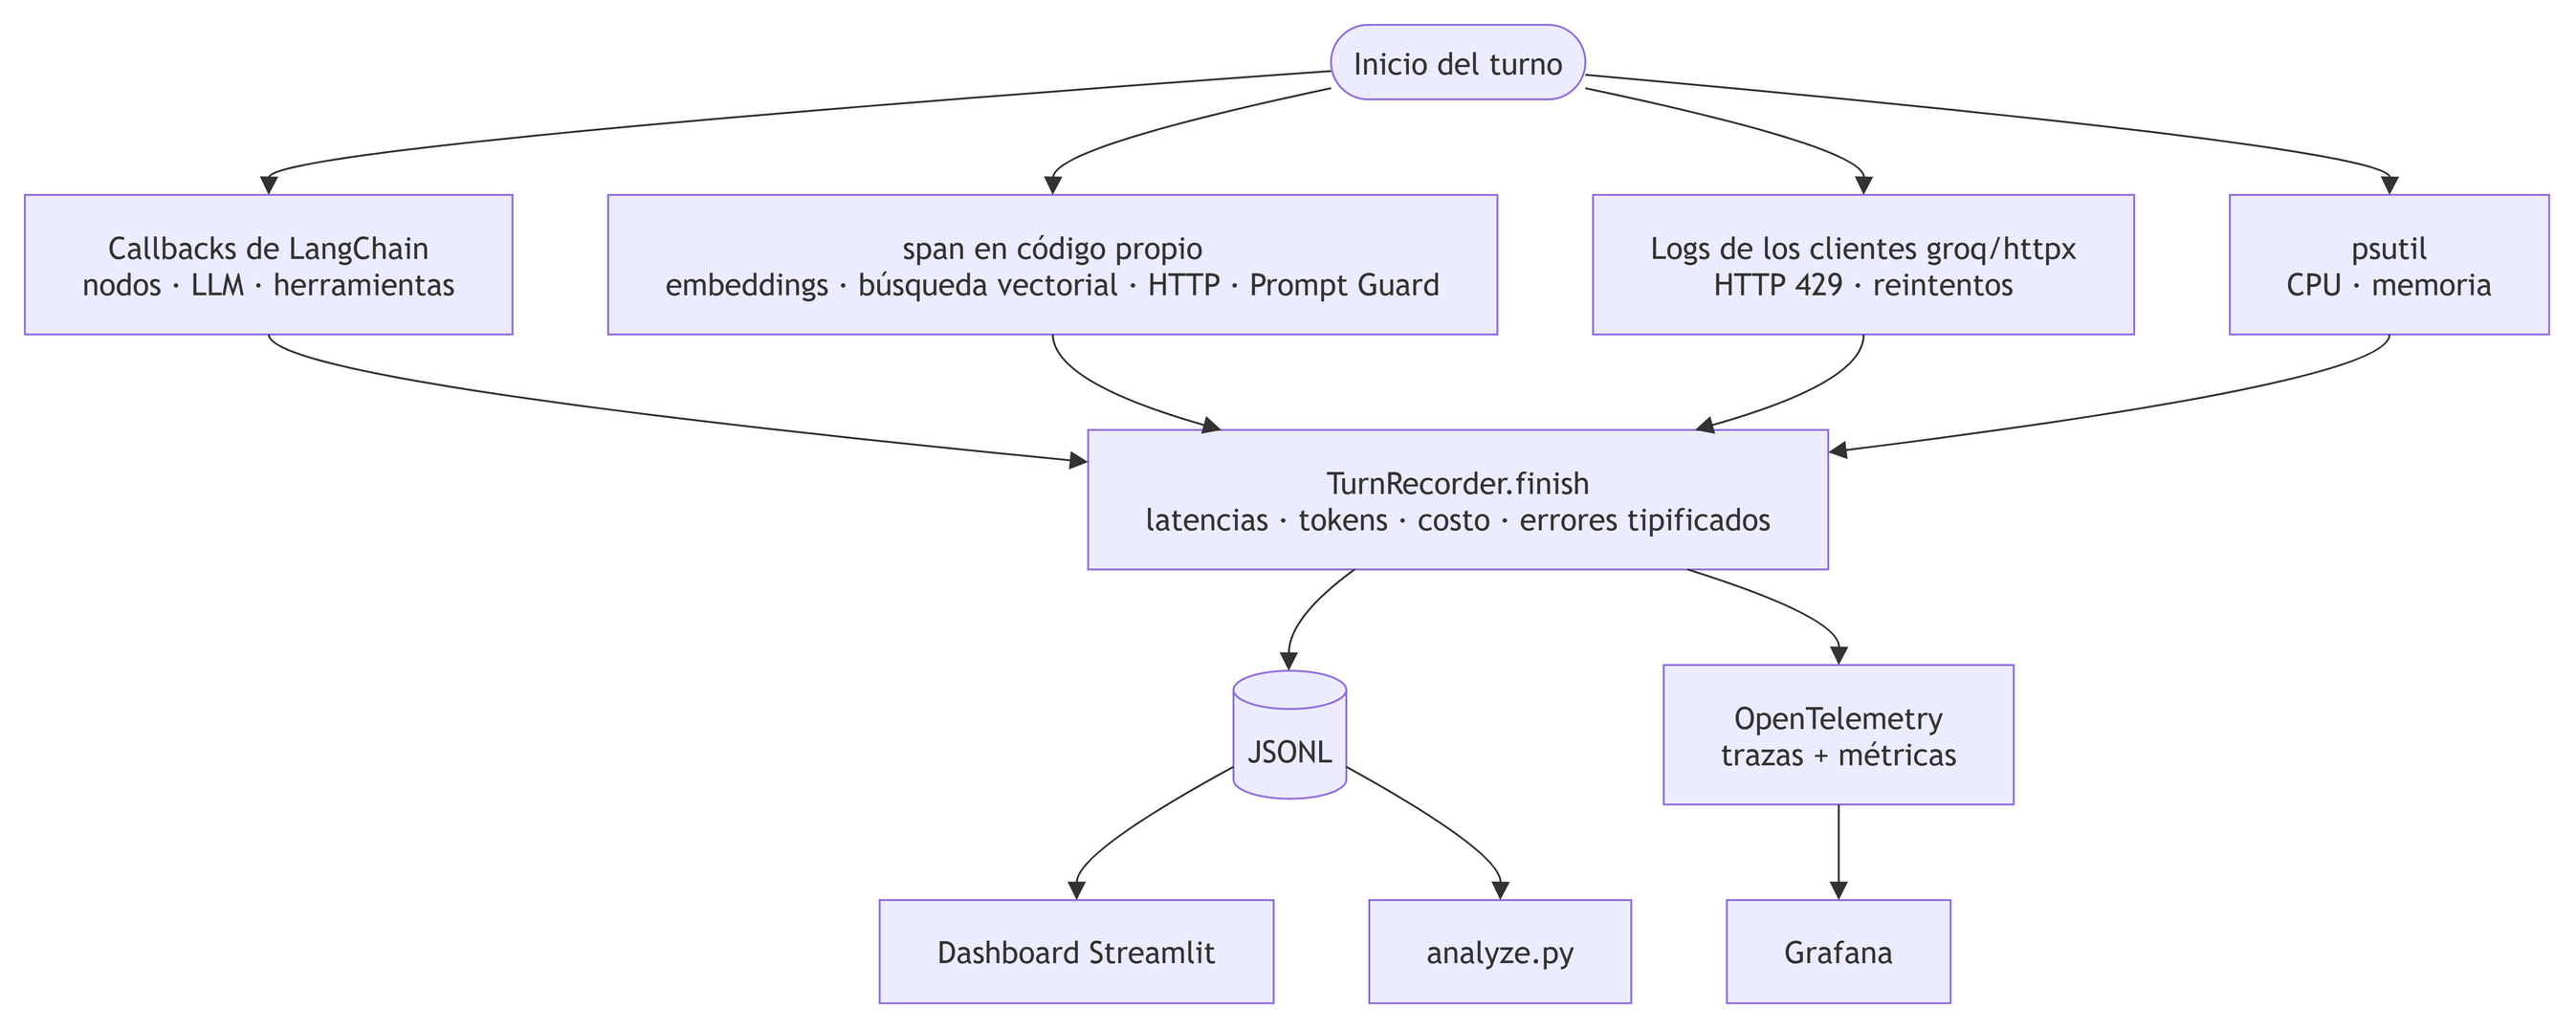 Inicio del turno
Callbacks de LangChain
nodos · LLM · herramientas
span en código propio
embeddings · búsqueda vectorial · HTTP · Prompt Guard
Logs de los clientes groq/httpx
HTTP 429 · reintentos
psutil
CPU · memoria
TurnRecorder.finish
latencias · tokens · costo · errores tipificados
JSONL
OpenTelemetry
trazas + métricas
Dashboard Streamlit
analyze.py
Grafana